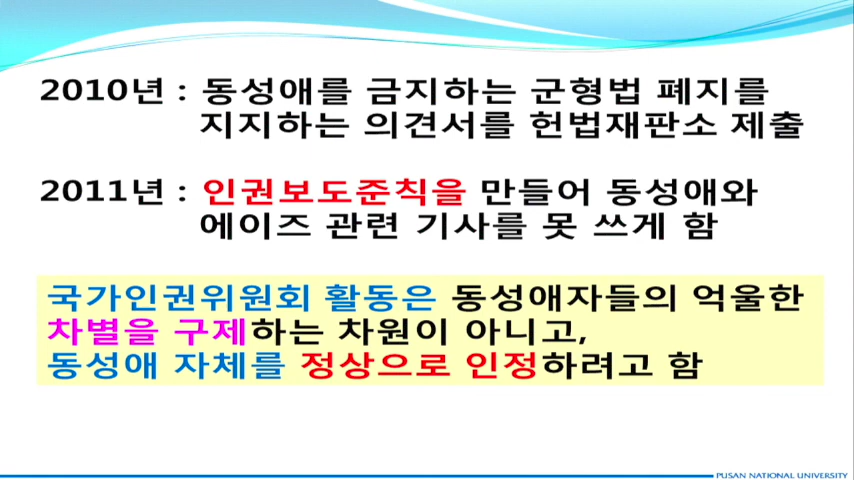 2010년 : 동성애를 금지하는 군형법 폐지를
지지하는 의견서를 헌법재판소 제출
2011년 : 인권보도준칙을 만들어 동성애와
에이즈 관련 기사를 못 쓰게 함
국가인권위원회 활동은 동성애자들의 억울한
차별을 구제하는 차원이 아니고,
동성애 자체를 정상으로 인정하려고 함
PUSAN NATIONAL UNIVERSITY